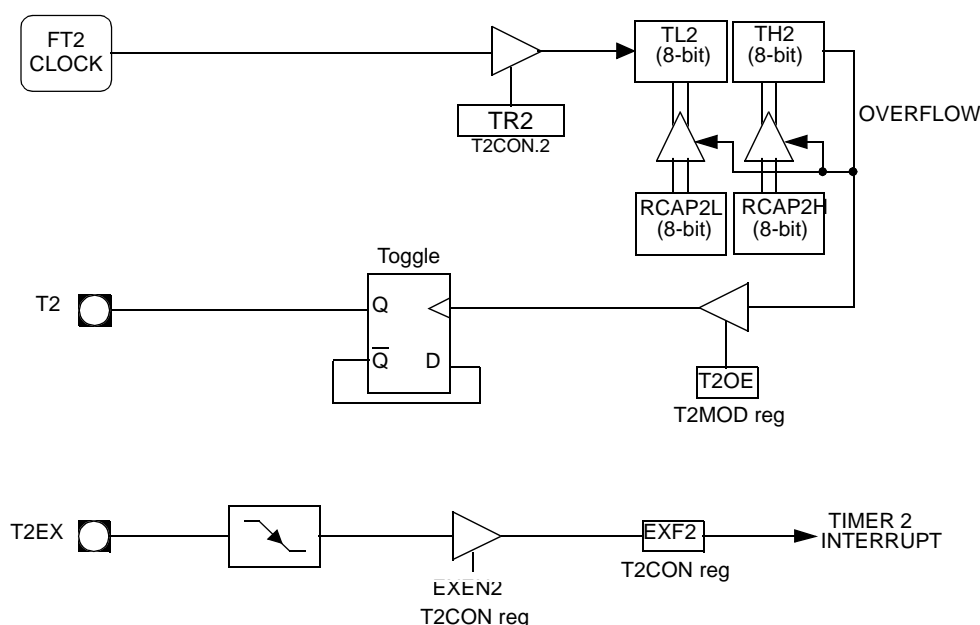 FT2
CLOCK
TL2
(8-bit)
TH2
(8-bit)
TR2
T2CON.2
OVERFLOW
RCAP2L
(8-bit)
RCAP2H
(8-bit)
Toggle
T2
Q
Q
D
T2OE
T2MOD reg
T2EX
EXF2
T2CON reg
TIMER 2
INTERRUPT
EXEN2
T2CON reg